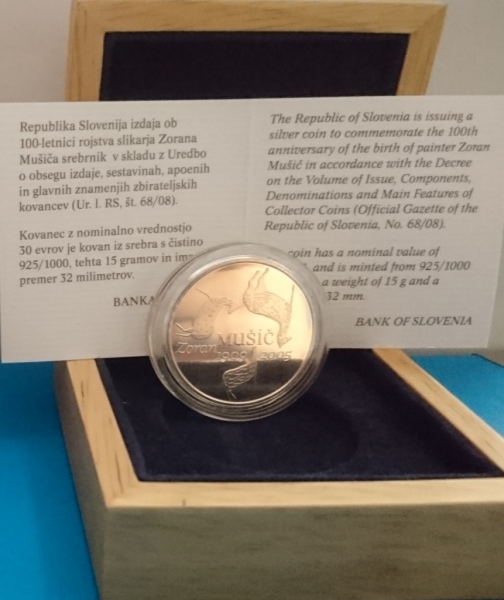 Republika Slovenija izdaja ob
100-letnici rojstva slikarja Zorana
Mušiča srebrnik v skladu z Uredbo
o obsegu izdaje, sestavinah, apoenih
in glavnih znamenjih zbirateljskih
kovancev (Ur. l. RS, št. 68/08).
Kovanec z nominalno vrednostjo
30 evrov je kovan iz srebra s čistino
925/1000, tehta 15 gramov in
premer 32 milimetrov.
BANKA
The Republic of Slovenia is issuing a
silver coin to commemorate the 100th
anniversary of the birth of painter Zoran
Mušič in accordance with the Decree
on the Volume of Issue, Components,
Denominations and Main Features of
Collector Coins (Official Gazette of the
Republic of Slovenia, No. 68/08).
coin has a nominal value of
and is minted from 925/1000
a weight of 15 g and a
32 mm.
BANK OF SLOVENIA
MUŠIČ
Zoran 1909 2005